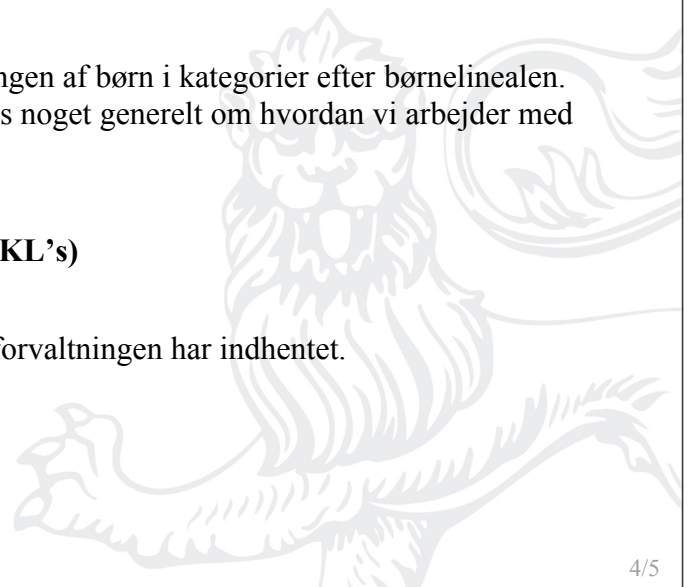 ngen af børn i kategorier efter børnelinealen.
s noget generelt om hvordan vi arbejder med
KL's)
forvaltningen har indhentet.
4/5